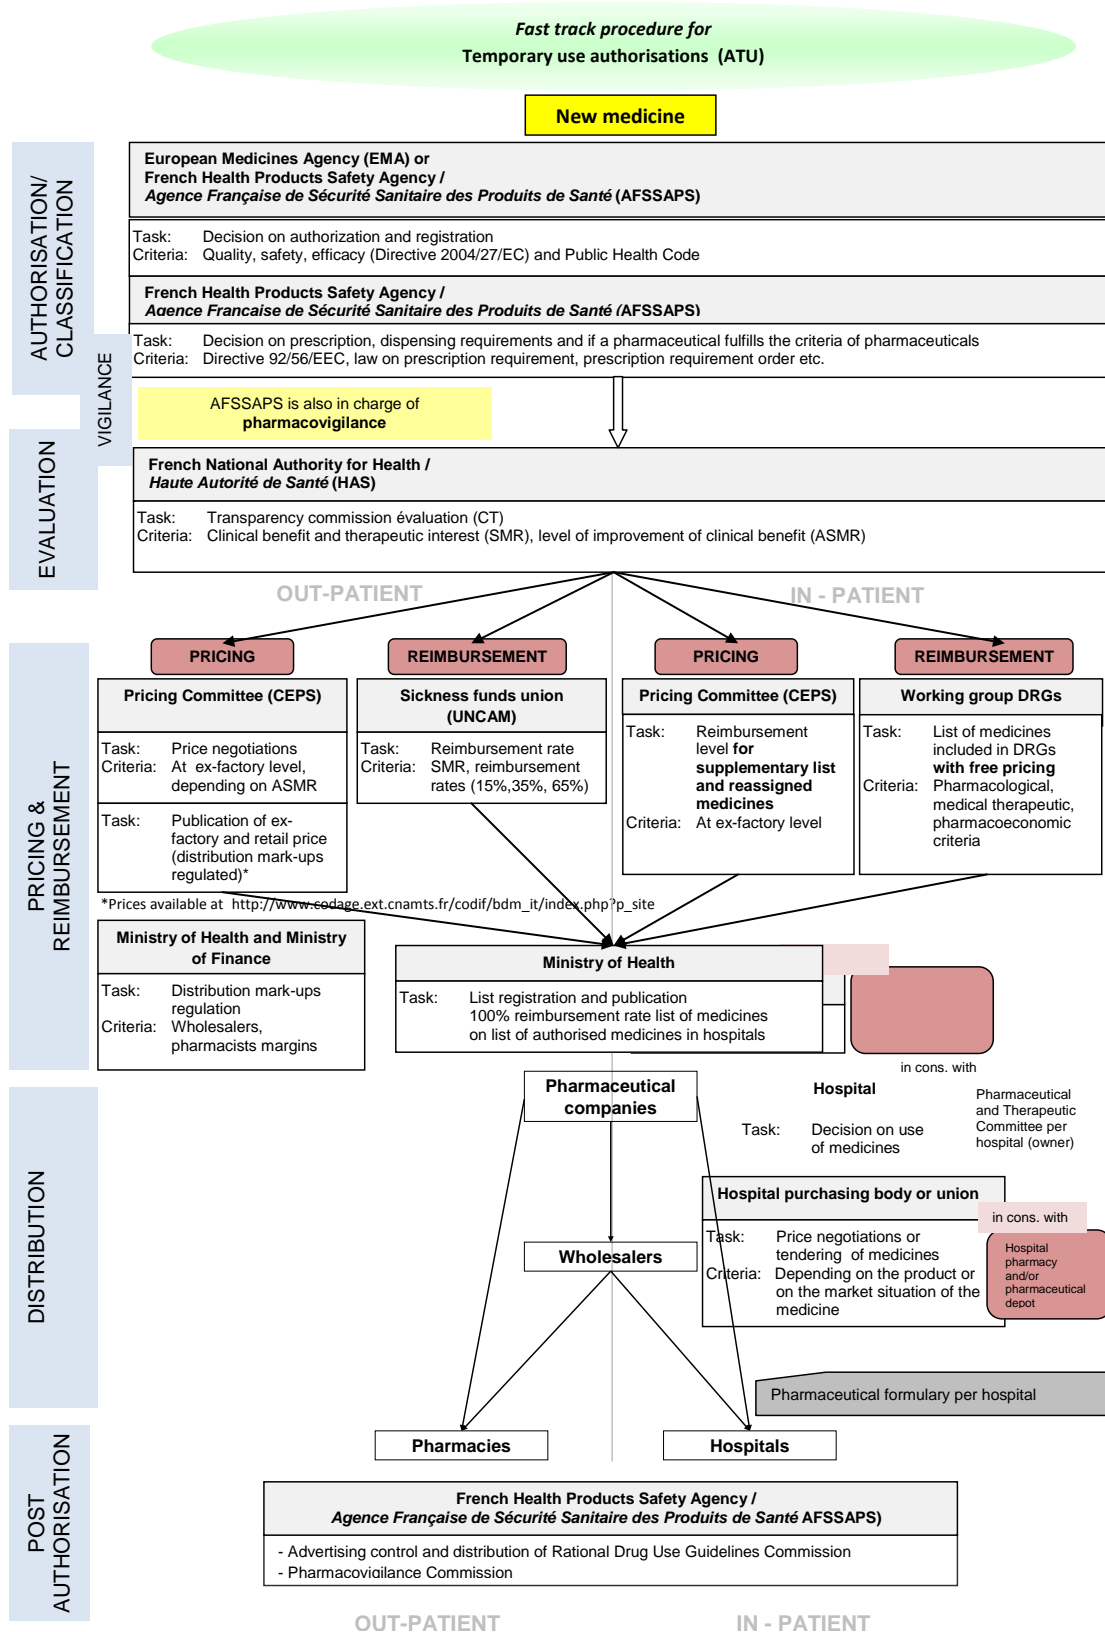 Fast track procedure for
Temporary use authorisations (ATU)
New medicine
AUTHORISATION/
CLASSIFICATION
European Medicines Agency (EMA) or
French Health Products Safety Agency /
Agence Française de Sécurité Sanitaire des Produits de Santé (AFSSAPS)
Task: Decision on authorization and registration
Criteria: Quality, safety, efficacy (Directive 2004/27/EC) and Public Health Code
French Health Products Safety Agency /
Agence Francaise de Sécurité Sanitaire des Produits de Santé (AFSSAPS)
Task: Decision on prescription, dispensing requirements and if a pharmaceutical fulfills the criteria of pharmaceuticals
Criteria: Directive 92/56/EEC, law on prescription requirement, prescription requirement order etc.
VIGILANCE
AFSSAPS is also in charge of
pharmacovigilance
EVALUATION
French National Authority for Health /
Haute Autorité de Santé (HAS)
Task: Transparency commission évaluation (CT)
Criteria: Clinical benefit and therapeutic interest (SMR), level of improvement of clinical benefit (ASMR)
OUT-PATIENT
IN - PATIENT
PRICING &
REIMBURSEMENT
PRICING
REIMBURSEMENT
PRICING
REIMBURSEMENT
Pricing Committee (CEPS)
Task: Price negotiations
Criteria: At ex-factory level,
depending on ASMR
Task: Publication of ex-
factory and retail price
(distribution mark-ups
regulated)*
Sickness funds union
(UNCAM)
Task: Reimbursement rate
Criteria: SMR, reimbursement
rates (15%,35%, 65%)
Pricing Committee (CEPS)
Task: Reimbursement
level for
supplementary list
and reassigned
medicines
Criteria: At ex-factory level
Working group DRGs
Task: List of medicines
included in DRGs
with free pricing
Criteria: Pharmacological,
medical therapeutic,
pharmacoeconomic
criteria
*Prices available at http://www.codage.ext.cnamts.fr/codif/bdm_it/index.php?p_site
Ministry of Health and Ministry
of Finance
Task: Distribution mark-ups
regulation
Criteria: Wholesalers,
pharmacists margins
Ministry of Health
Task: List registration and publication
100% reimbursement rate list of medicines
on list of authorised medicines in hospitals
in cons. with
DISTRIBUTION
Pharmaceutical
companies
Hospital
Task: Decision on use
of medicines
Pharmaceutical
and Therapeutic
Committee per
hospital (owner)
Hospital purchasing body or union
Task: Price negotiations or
tendering of medicines
Criteria: Depending on the product or
on the market situation of the
medicine
in cons. with
Hospital
pharmacy
and/or
pharmaceutical
depot
Wholesalers
Pharmaceutical formulary per hospital
Pharmacies
Hospitals
POST
AUTHORISATION
French Health Products Safety Agency /
Agence Française de Sécurité Sanitaire des Produits de Santé AFSSAPS)
- Advertising control and distribution of Rational Drug Use Guidelines Commission
- Pharmacovigilance Commission
OUT-PATIENT
IN - PATIENT